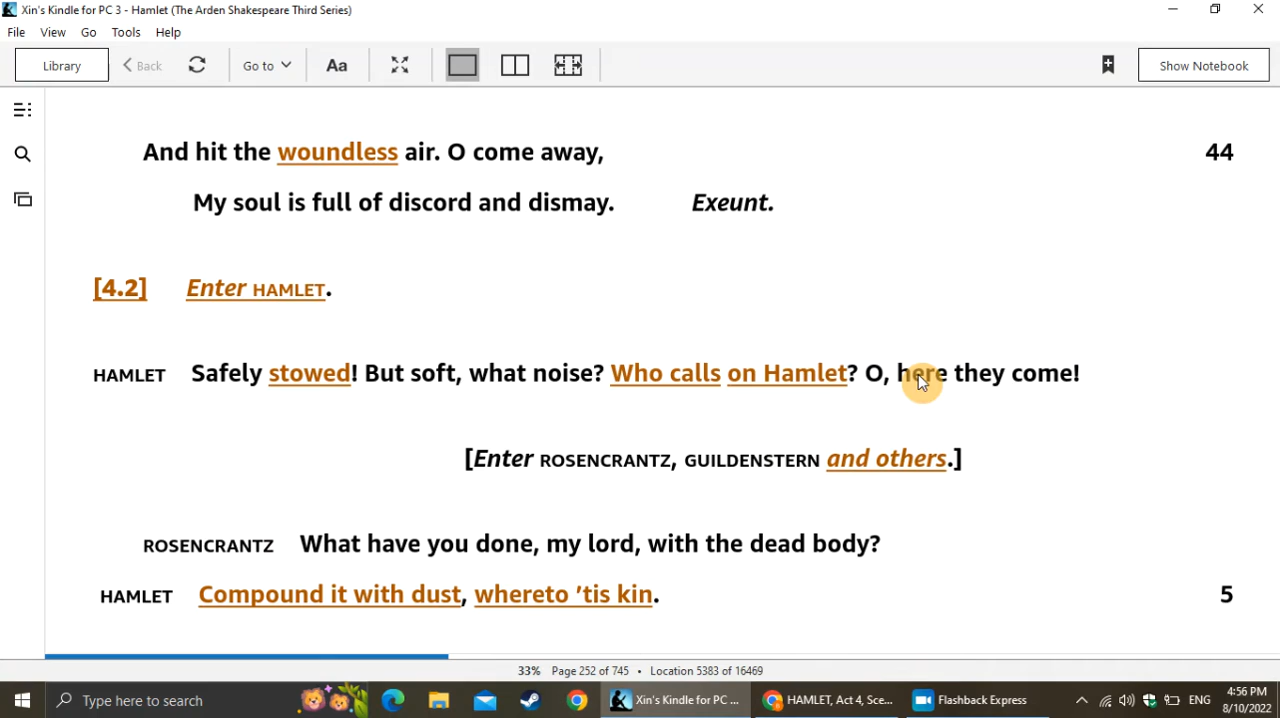 Xin's Kindle for PC 3 - Hamlet (The Arden Shakespeare Third Series)
File View Go Tools Help
Library Back Go to Aa Show Notebook
And hit the woundless air. O come away, 44
My soul is full of discord and dismay. Exeunt.
[4.2] Enter HAMLET.
HAMLET Safely stowed! But soft, what noise? Who calls on Hamlet? O, here they come!
[Enter ROSENCRANTZ, GUILDENSTERN and others.]
ROSENCRANTZ What have you done, my lord, with the dead body?
HAMLET Compound it with dust, whereto ’tis kin. 5
33% Page 252 of 745 • Location 5383 of 16469
Type here to search Xin's Kindle for PC ... HAMLET, Act 4, Sce... Flashback Express ENG 4:56 PM
8/10/2022